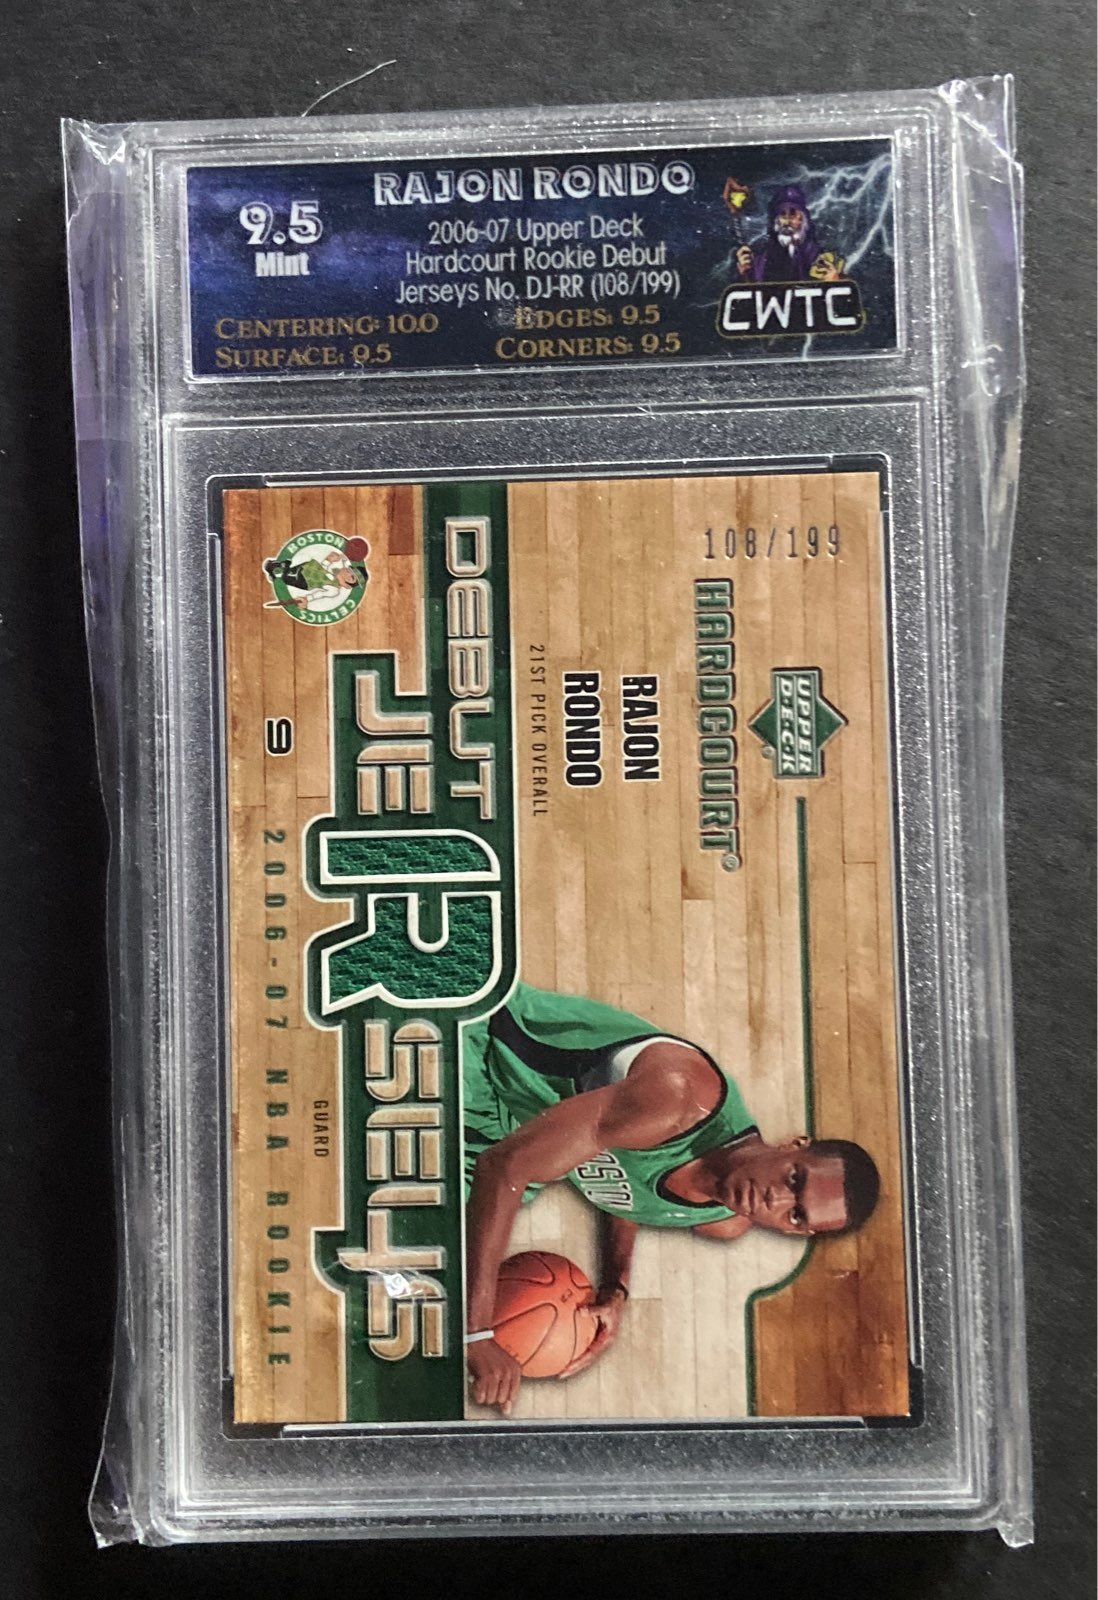 9.5
Mint
RAJON RONDO
2006-07 Upper Deck
Hardcourt Rookie Debut
Jerseys No. DJ-RR (108/199)
CENTERING: 10.0
EDGES: 9.5
SURFACE: 9.5
CORNERS: 9.5
CWTC
108/199
UPPER
D·E·C·K
®
HARDCOURT®
RAJON
RONDO
21ST PICK OVERALL
BOSTON
CELTICS
DEBUT
JERSEYS
BOSTON
9
GUARD
2006-07 NBA ROOKIE